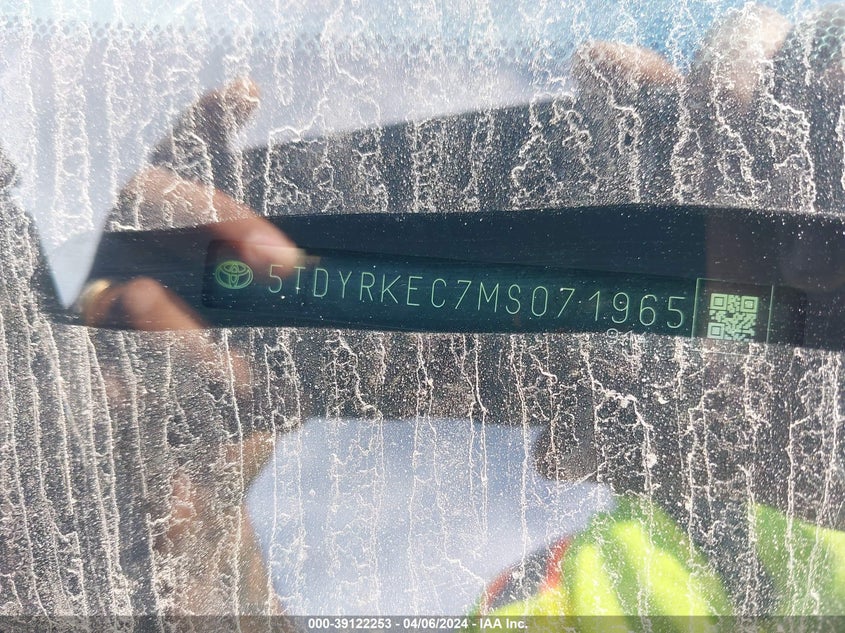 5TDYRKEC7MS071965
000-39122253 - 04/06/2024 - IAA Inc.